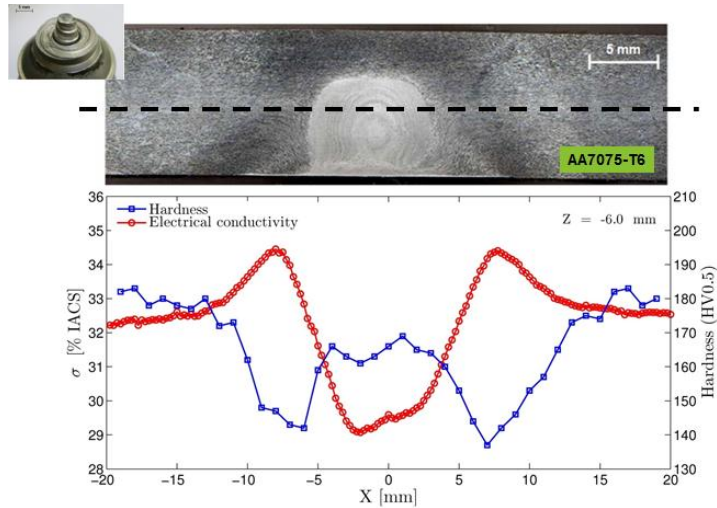 5 mm
5 mm
AA7075-T6
Hardness
Electrical conductivity
Z = -6.0 mm
36
35
34
33
32
31
30
29
28
σ [% IACS]
210
200
190
180
170
160
150
140
130
Hardness (HV0.5)
-20 -15 -10 -5 0 5 10 15 20
X [mm]